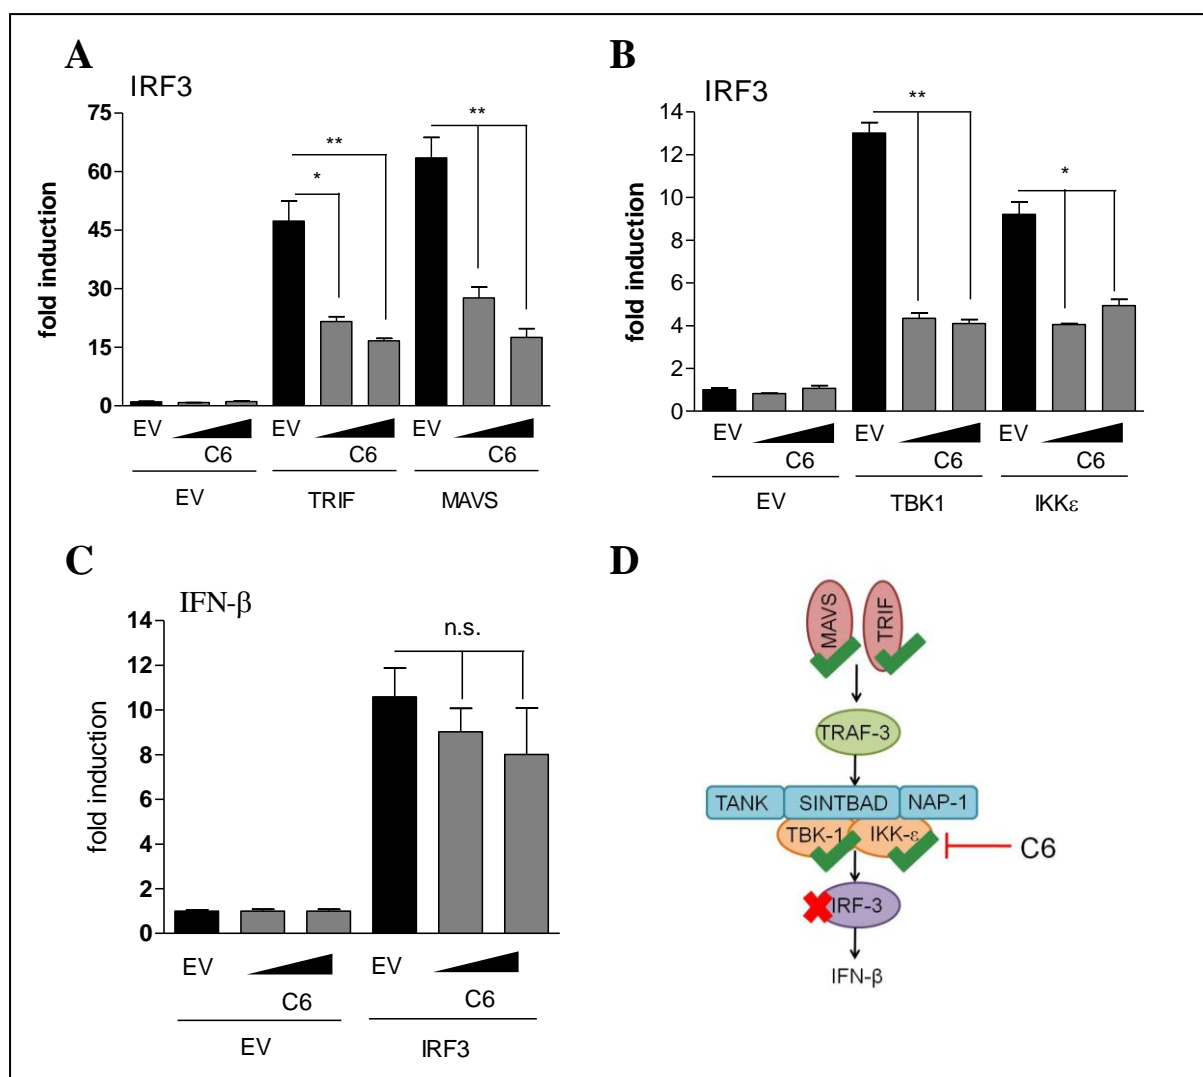 A
IRF3
fold induction
75
60
45
30
15
0
*
**
**
EV
EV
EV
C6
C6
C6
EV
TRIF
MAVS
B
IRF3
fold induction
14
12
10
8
6
4
2
0
**
*
EV
EV
EV
C6
C6
C6
EV
TBK1
IKKε
C
IFN-β
fold induction
14
12
10
8
6
4
2
0
n.s.
EV
EV
C6
C6
EV
IRF3
D
MAVS
TRIF
TRAF-3
TANK SINTBAD NAP-1
TBK-1 IKK-ε
C6
IRF-3
IFN-β